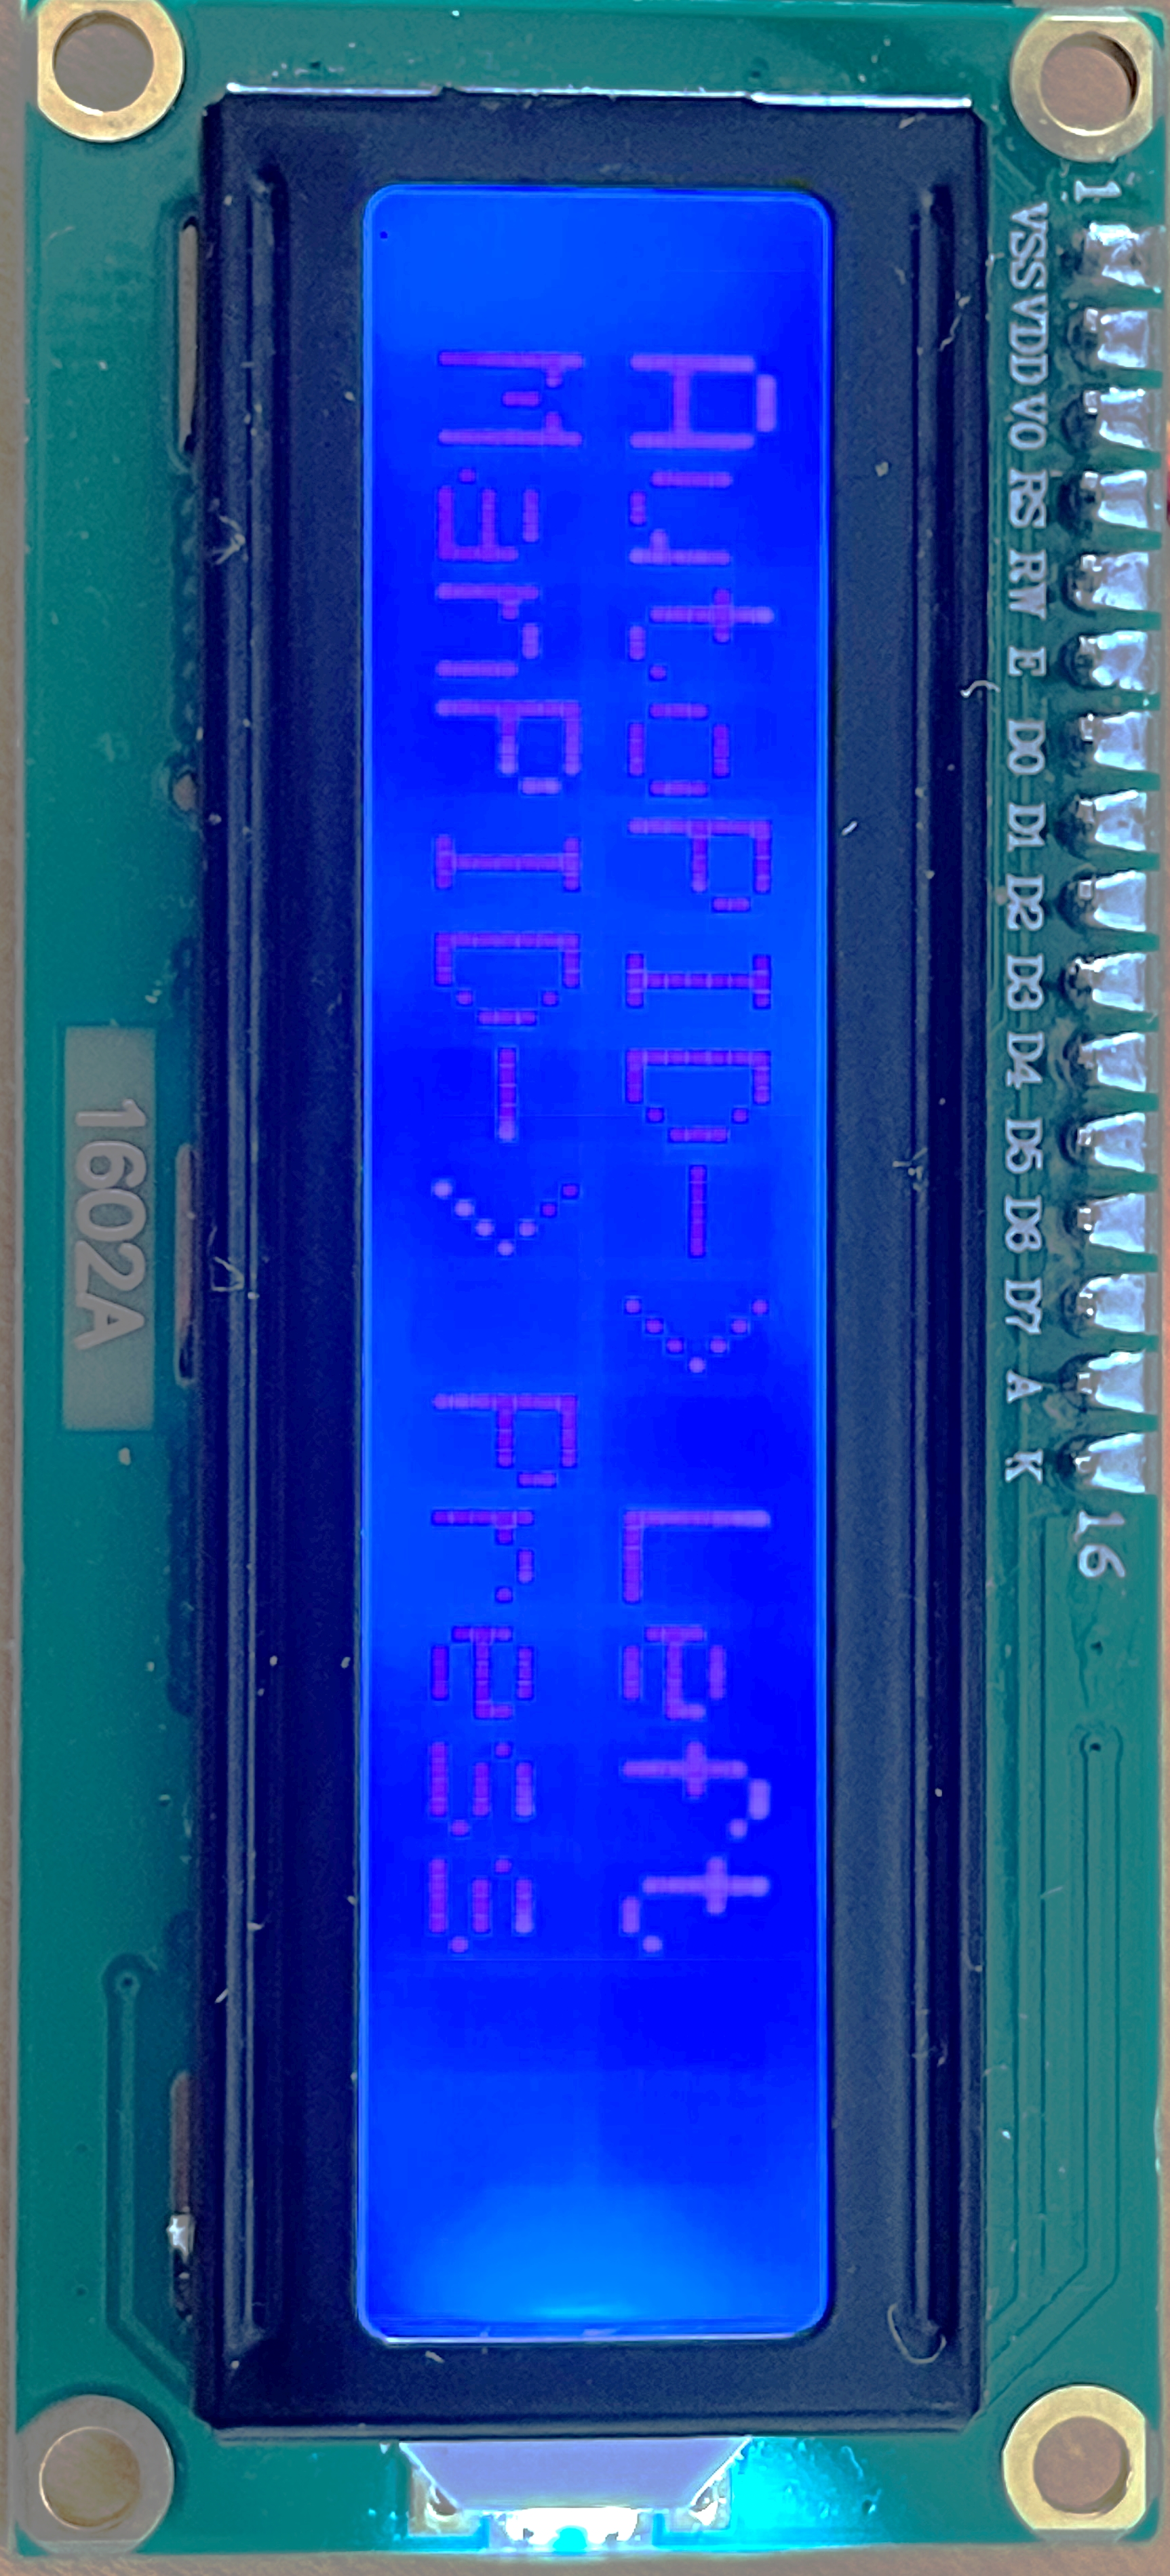 1 16
VSS VDD V0 RS RW E D0 D1 D2 D3 D4 D5 D6 D7 A K
AutoPID-> Left
ManPID-> Press
1602A